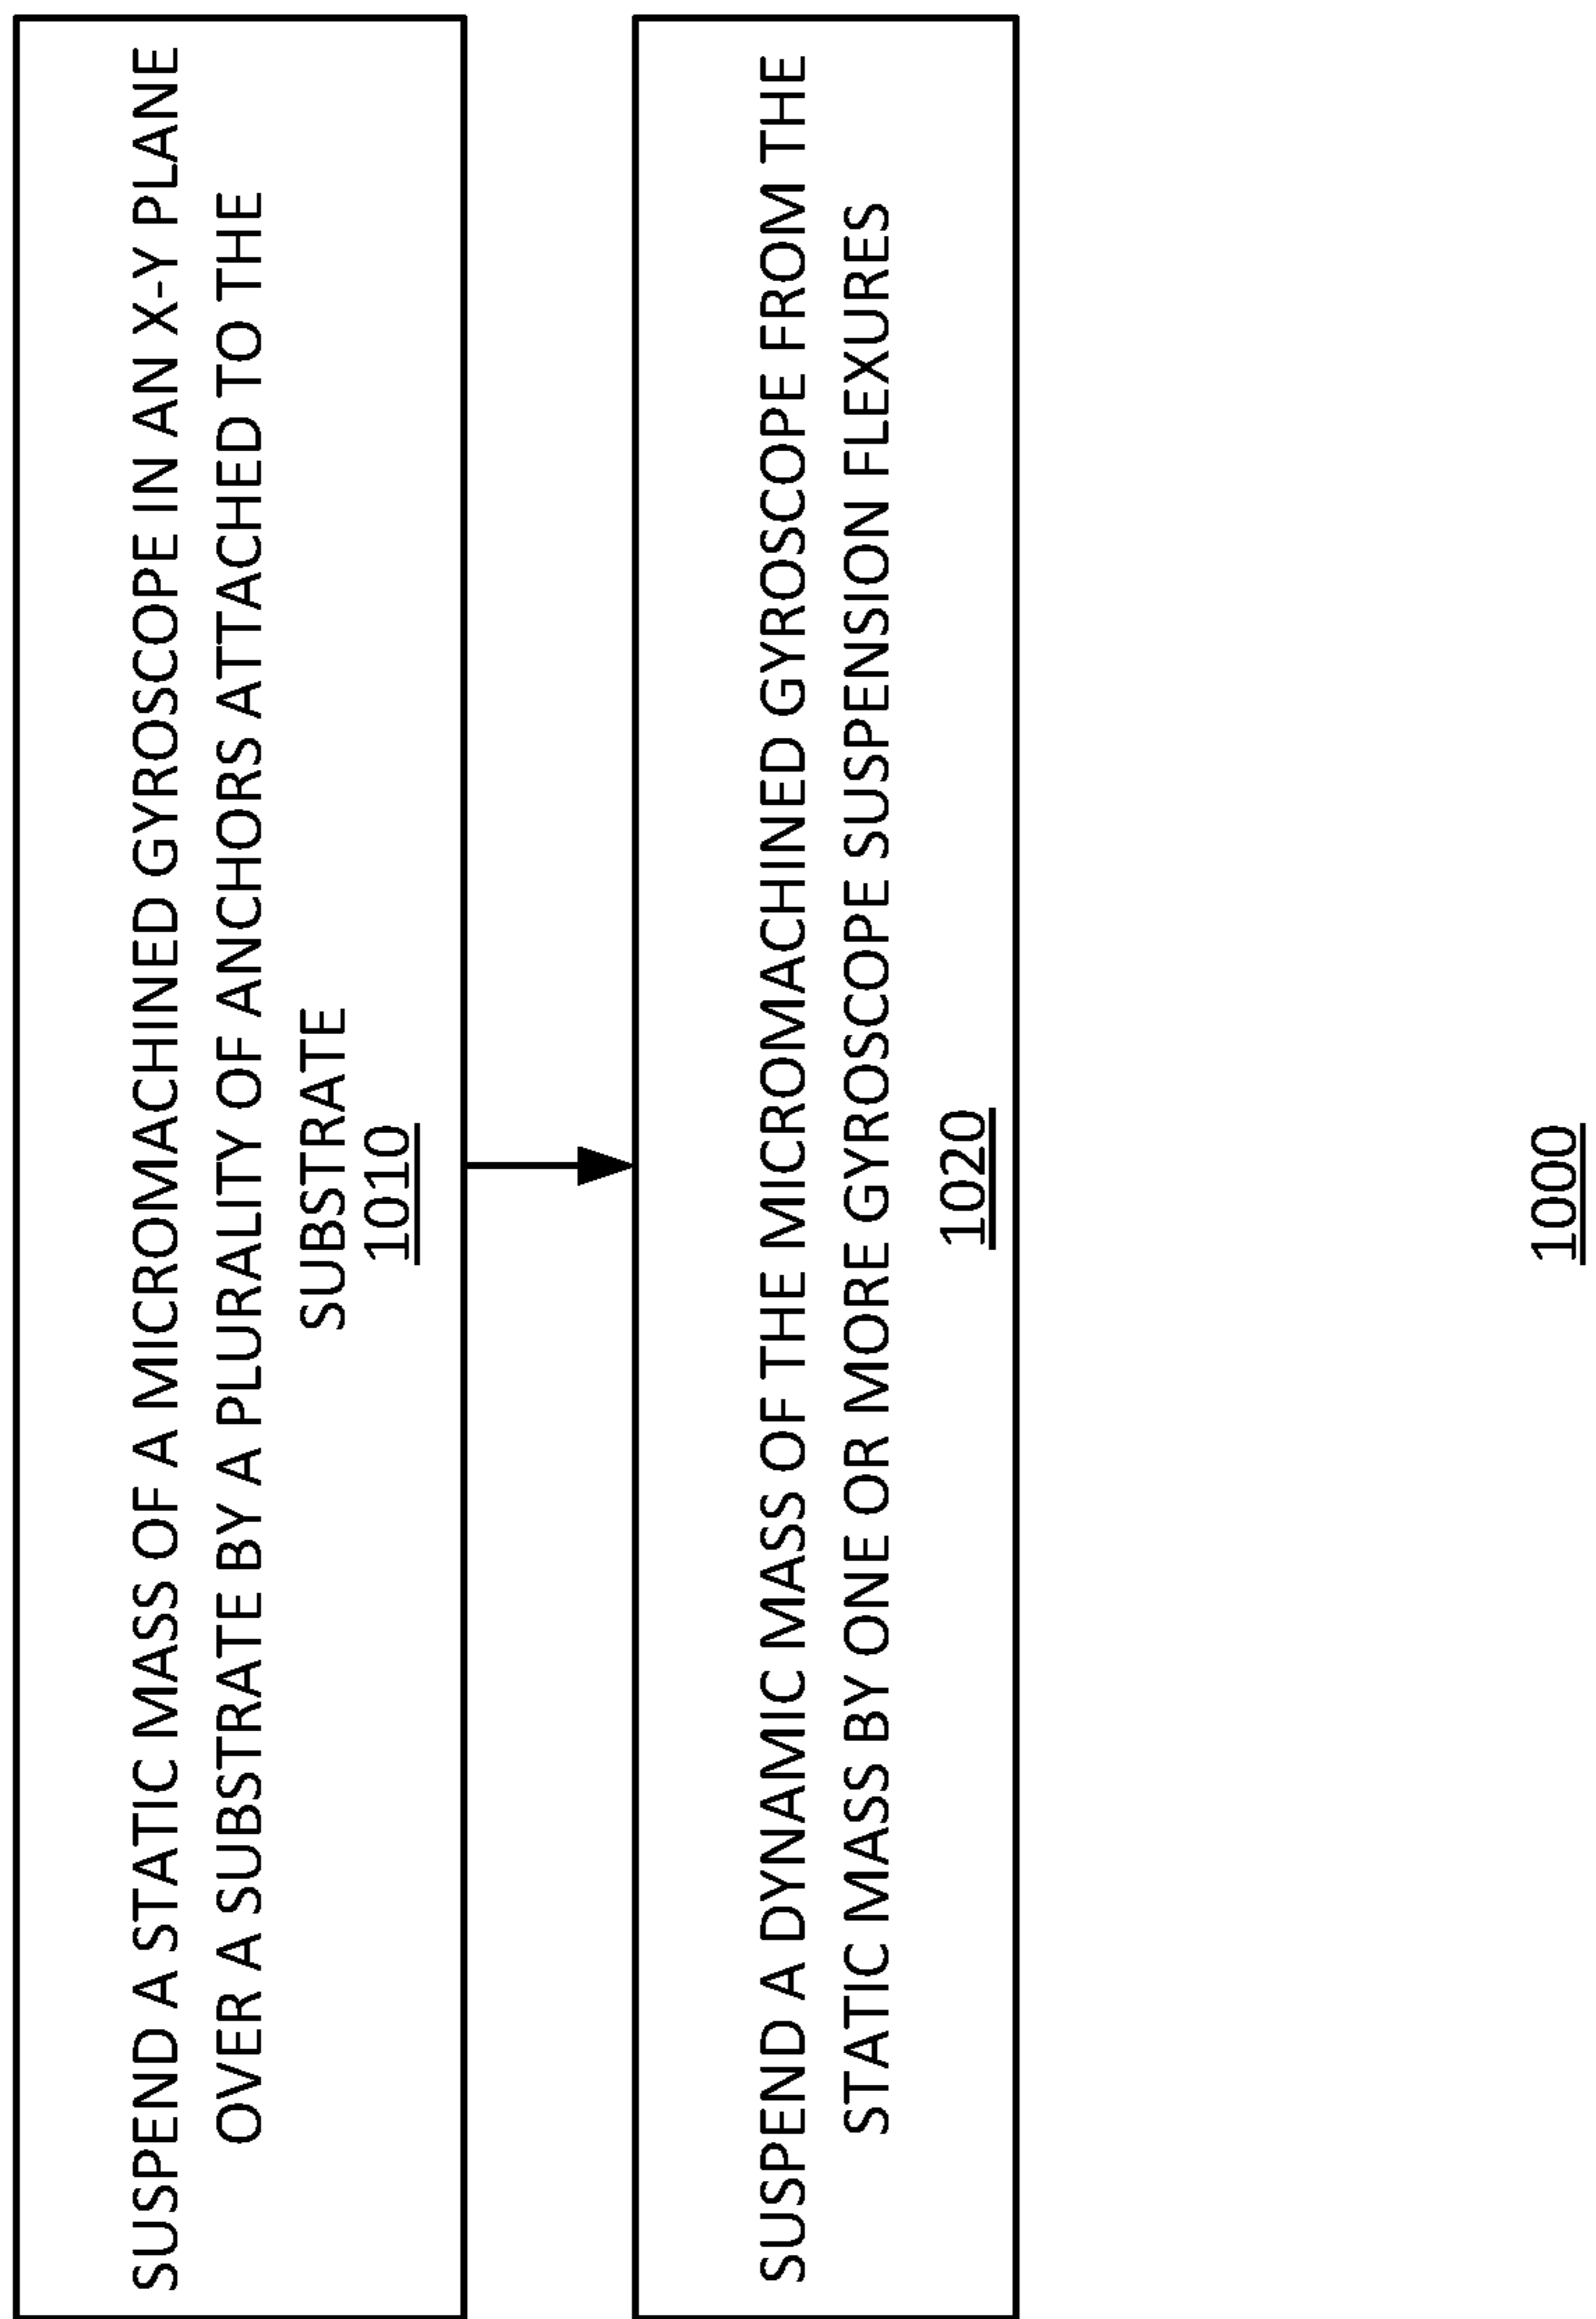 SUSPEND A STATIC MASS OF A MICROMACHINED GYROSCOPE IN AN X-Y PLANE
OVER A SUBSTRATE BY A PLURALITY OF ANCHORS ATTACHED TO THE
SUBSTRATE
1010
SUSPEND A DYNAMIC MASS OF THE MICROMACHINED GYROSCOPE FROM THE
STATIC MASS BY ONE OR MORE GYROSCOPE SUSPENSION FLEXURES
1020
1000